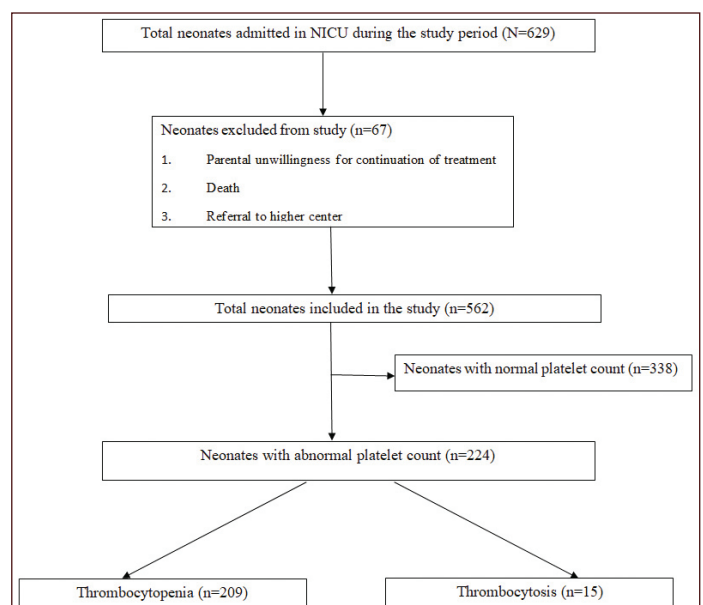 Total neonates admitted in NICU during the study period (N=629)
Neonates excluded from study (n=67)
1. Parental unwillingness for continuation of treatment
2. Death
3. Referral to higher center
Total neonates included in the study (n=562)
Neonates with normal platelet count (n=338)
Neonates with abnormal platelet count (n=224)
Thrombocytopenia (n=209)
Thrombocytosis (n=15)